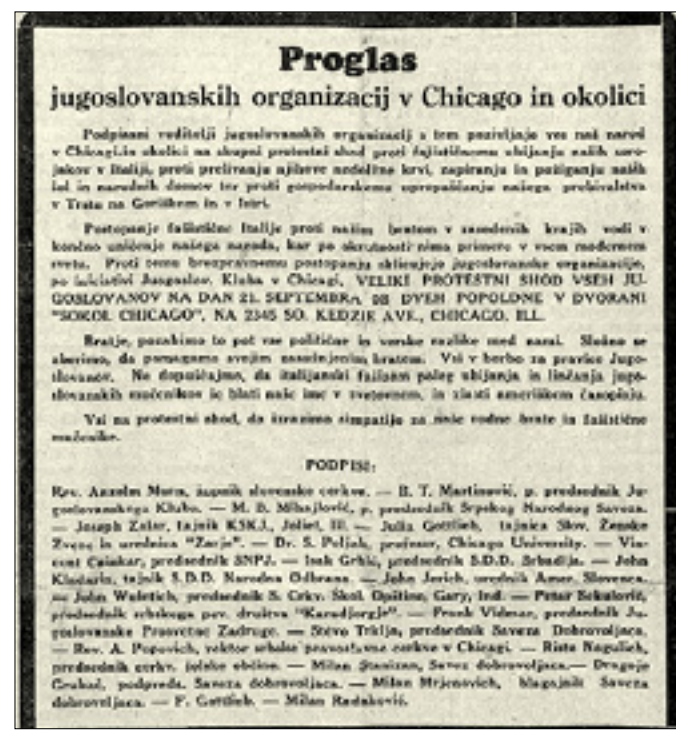 Proglas
jugoslovanskih organizacij v Chicago in okolici
Podpisani voditelji jugoslovanskih organizacij s tem pozivljajo ves naš narod
v Chicagi in okolici na skupni protestni shod proti fašističnemu ubijanju naših soro-
jakov v Italiji, proti prelivanju njihove nedolžne krvi, zapiranju in požiganju naših
šol in narodnih domov ter proti gospodarskemu upropaščanju našega prebivalstva
v Trstu na Goriškem in v Istri.
Postopanje fašistične Italije proti našim bratom v zasedenih krajih vodi v
končno uničenje našega naroda, kar po okrutnosti nima primere v vsem modernem
svetu. Proti temu brezpravnemu postopanju sklicujejo jugoslovanske organizacije,
po iniciativi Jugoslov. Kluba v Chicagi, VELIKI PROTESTNI SHOD VSEH JU-
GOSLOVANOV NA DAN 21. SEPTEMBRA OB DVEH POPOLDNE V DVORANI
"SOKOL CHICAGO", NA 2345 SO. KEDZIE AVE., CHICAGO, ILL.
Bratje, pozabimo to pot vse politične in verske razlike med nami. Složno se
zberimo, da pomagamo svojim zasužnjenim bratom. Vsi v borbo za pravice Jugo-
slovanov. Ne dopuščajmo, da italijanski fašizem poleg ubijanja in linčanja jugo-
slovanskih mučenikov še blati naše ime v svetovnem, in zlasti ameriškem časopisju.
Vsi na protestni shod, da izrazimo simpatije za naše rodne brate in fašistične
mučenike.
PODPISI:
Rev. Anzelm Murn, župnik slovenske cerkve. — B. T. Martinović, p. predsednik Ju-
goslovanskega Kluba. — M. D. Mihajlović, p. predsednik Srpskog Narodnog Saveza.
— Joseph Zalar, tajnik KSKJ., Joliet, Ill. — Julia Gottlieb, tajnica Slov. Ženske
Zveze in urednica "Zarje". — Dr. S. Poljak, profesor, Chicago University. — Vin-
cent Cainkar, predsednik SNPJ. — Isak Grkić, predsednik S.D.D. Srbadija. — John
Kladarin, tajnik S.D.D. Narodna Odbrana. — John Jerich, urednik Amer. Slovenca.
— John Wuletich, predsednik S. Crkv. Škol. Opštine, Gary, Ind. — Petar Sekulović,
predsednik srbskega pev. društva "Karadjorgje". — Frank Vidmar, predsednik Ju-
goslovanske Prosvetne Zadruge. — Stevo Trklja, predsednik Saveza Dobrovoljaca.
— Rev. A. Popovich, rektor srbske pravoslavne cerkve v Chicagi. — Rista Nagulich,
predsednik cerkv. šolske občine. — Milan Stanizan, Savez dobrovoljaca. — Dragoje
Grubač, podpreds. Saveza dobrovoljaca. — Milan Mrjenovich, blagajnik Saveza
dobrovoljaca. — F. Gottlieb. — Milan Radaković.